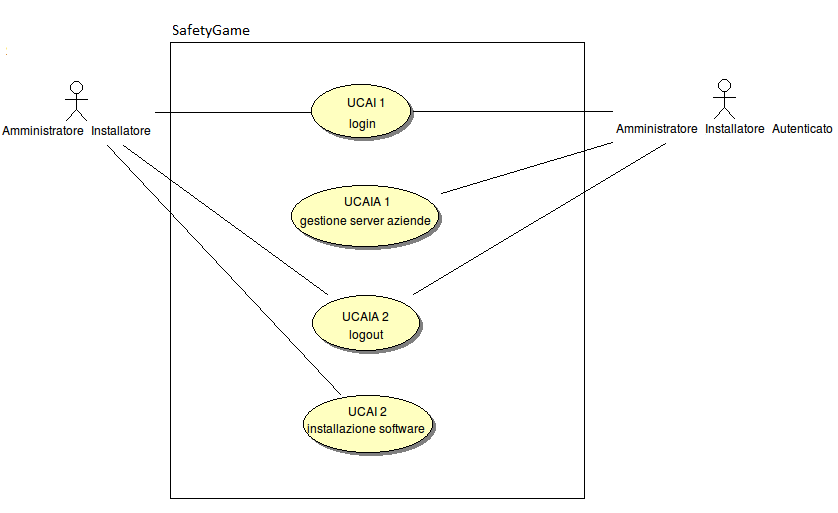 SafetyGame
UCAI 1
login
Amministratore Installatore
Amministratore Installatore Autenticato
UCAIA 1
gestione server aziende
UCAIA 2
logout
UCAI 2
installazione software